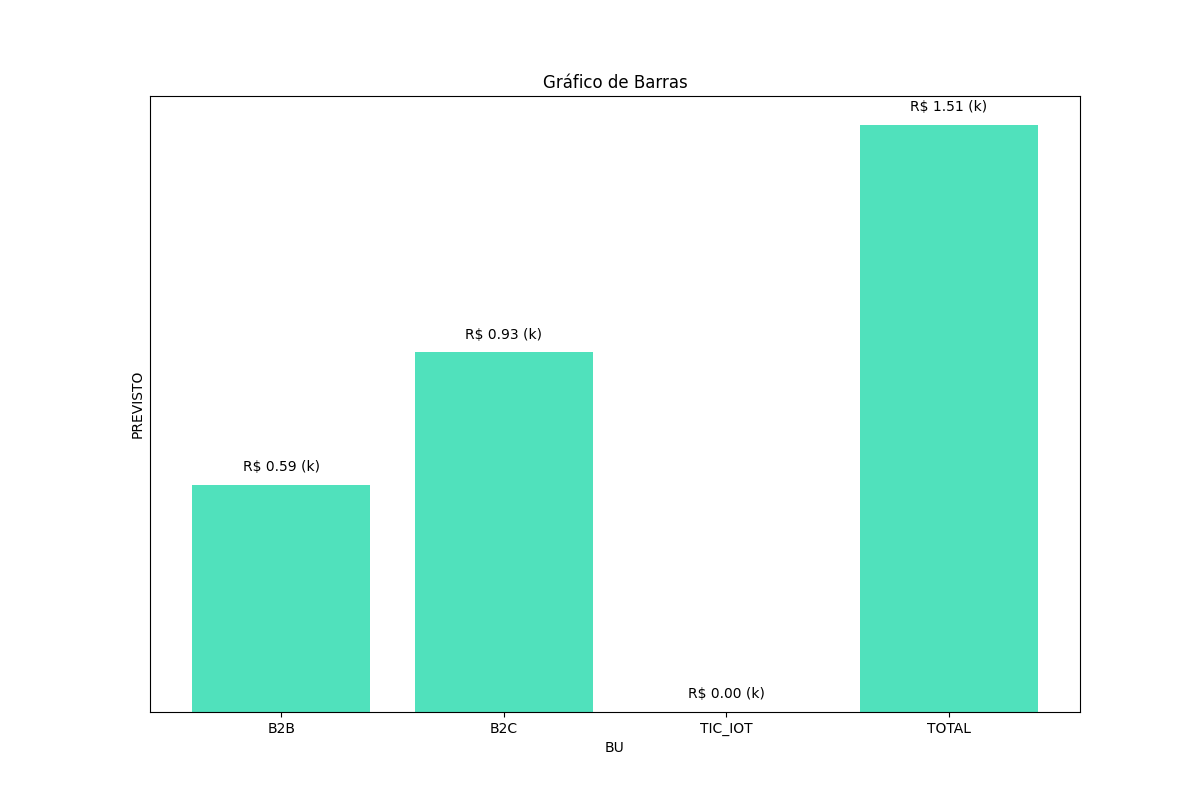 Gráfico de Barras
R$ 1.51 (k)
R$ 0.93 (k)
R$ 0.59 (k)
R$ 0.00 (k)
PREVISTO
B2B B2C TIC_IOT TOTAL
BU